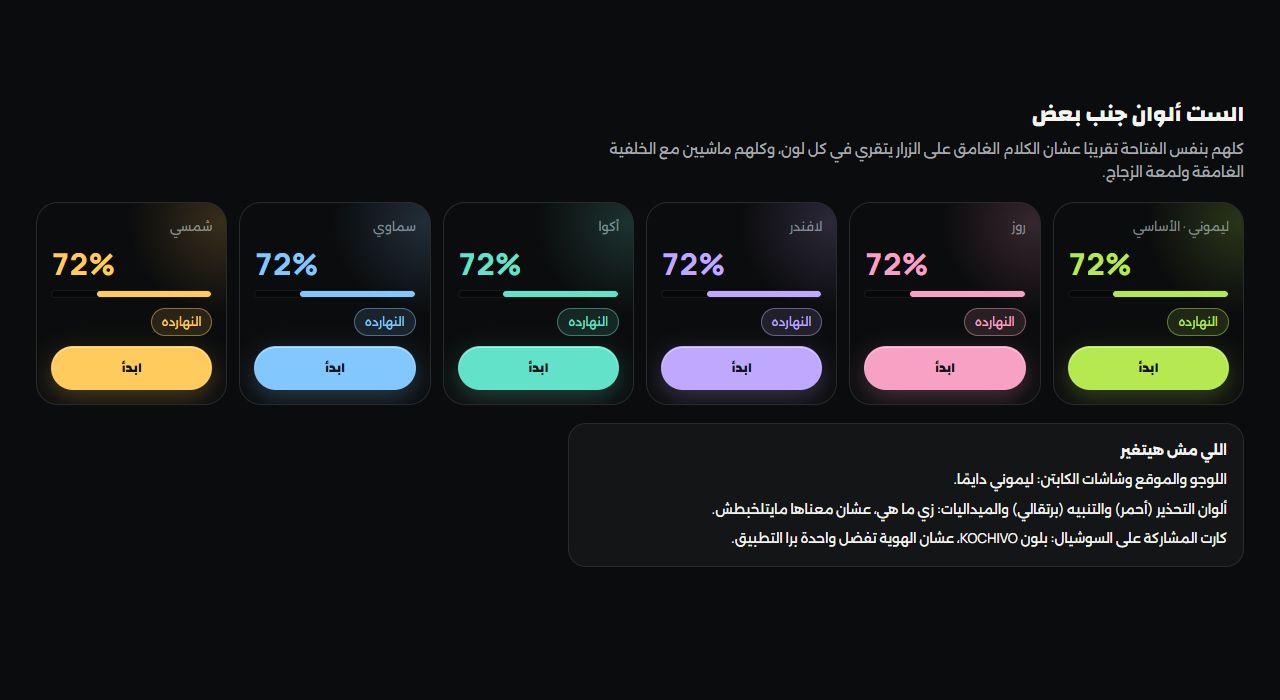 الست ألوان جنب بعض
كلهم بنفس الفتاحة تقريبًا عشان الكلام الغامق على الزرار يتقري في كل لون، وكلهم ماشيين مع الخلفية
الغامقة ولمعة الزجاج.
ليموني · الأساسي
72%
النهارده
ابدأ
روز
72%
النهارده
ابدأ
لافندر
72%
النهارده
ابدأ
أكوا
72%
النهارده
ابدأ
سماوي
72%
النهارده
ابدأ
شمسي
72%
النهارده
ابدأ
اللي مش هيتغير
اللوجو والموقع وشاشات الكابتن: ليموني دايمًا.
ألوان التحذير (أحمر) والتنبيه (برتقالي) والميداليات: زي ما هي، عشان معناها مايتلخبطش.
كارت المشاركة على السوشيال: بلون KOCHIVO، عشان الهوية تفضل واحدة برا التطبيق.